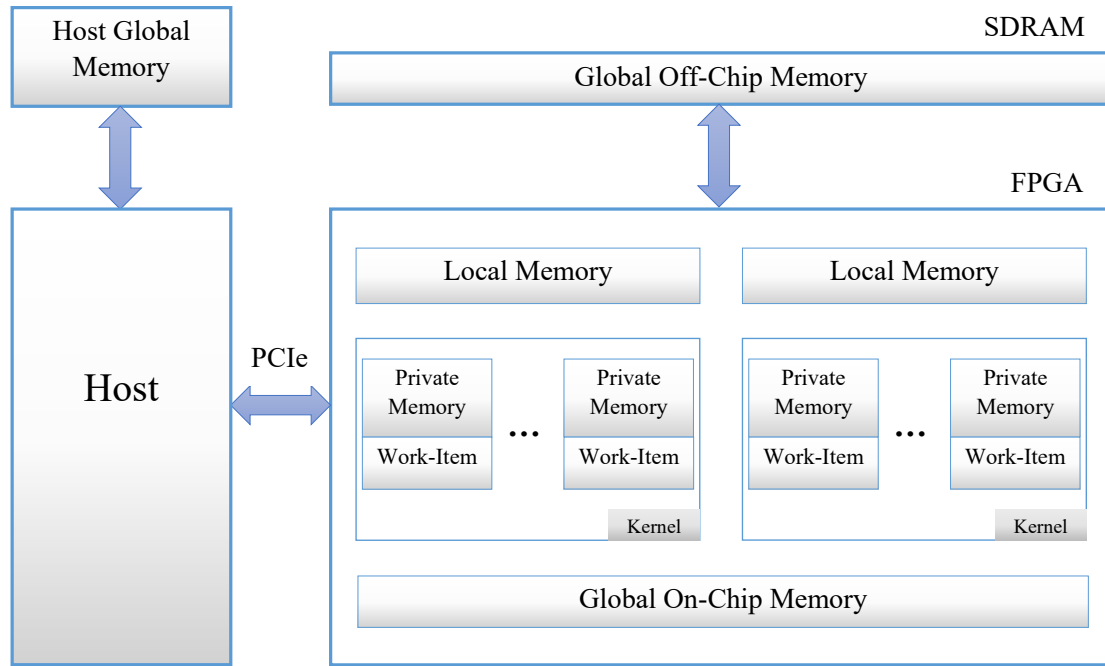 Host Global
Memory
SDRAM
Global Off-Chip Memory
FPGA
Local Memory
Local Memory
PCIe
Host
Private
Memory
Work-Item
...
Private
Memory
Work-Item
Kernel
Private
Memory
Work-Item
...
Private
Memory
Work-Item
Kernel
Global On-Chip Memory